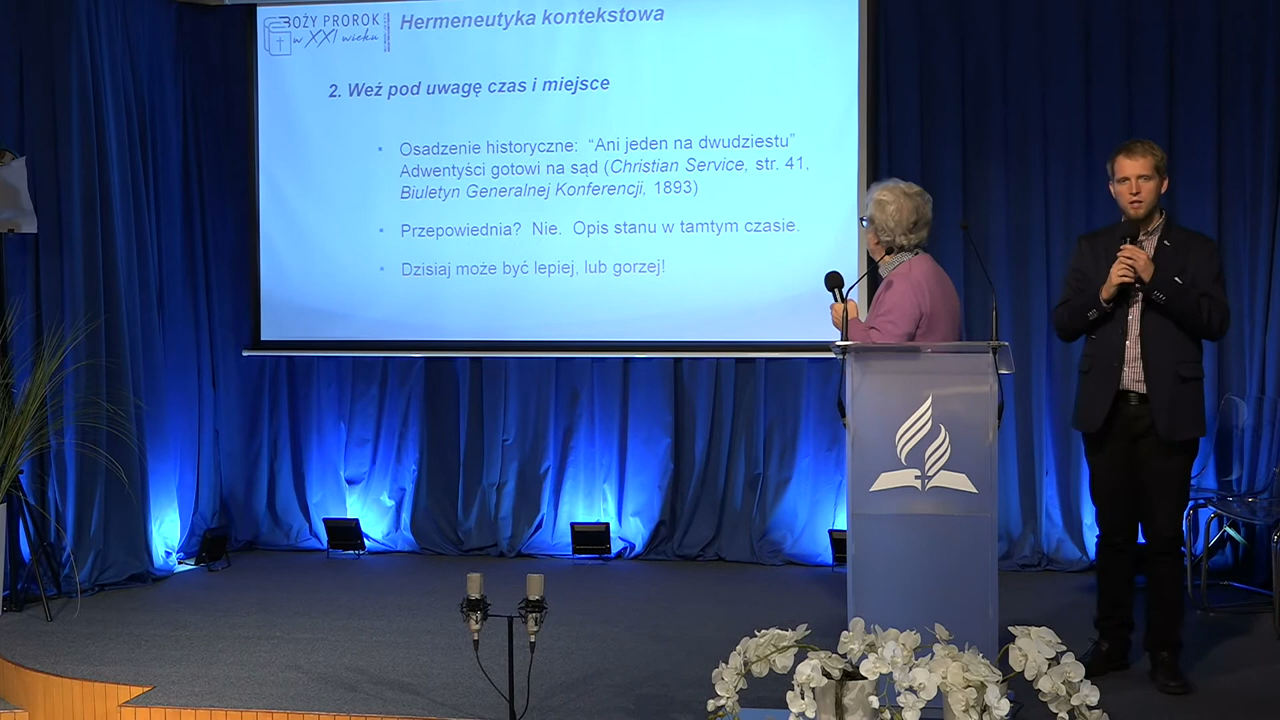 BOŻY PROROK
w XXI wieku
Hermeneutyka kontekstowa
2. Weź pod uwagę czas i miejsce
• Osadzenie historyczne: “Ani jeden na dwudziestu”
Adwentyści gotowi na sąd (Christian Service, str. 41,
Biuletyn Generalnej Konferencji, 1893)
• Przepowiednia? Nie. Opis stanu w tamtym czasie.
• Dzisiaj może być lepiej, lub gorzej!